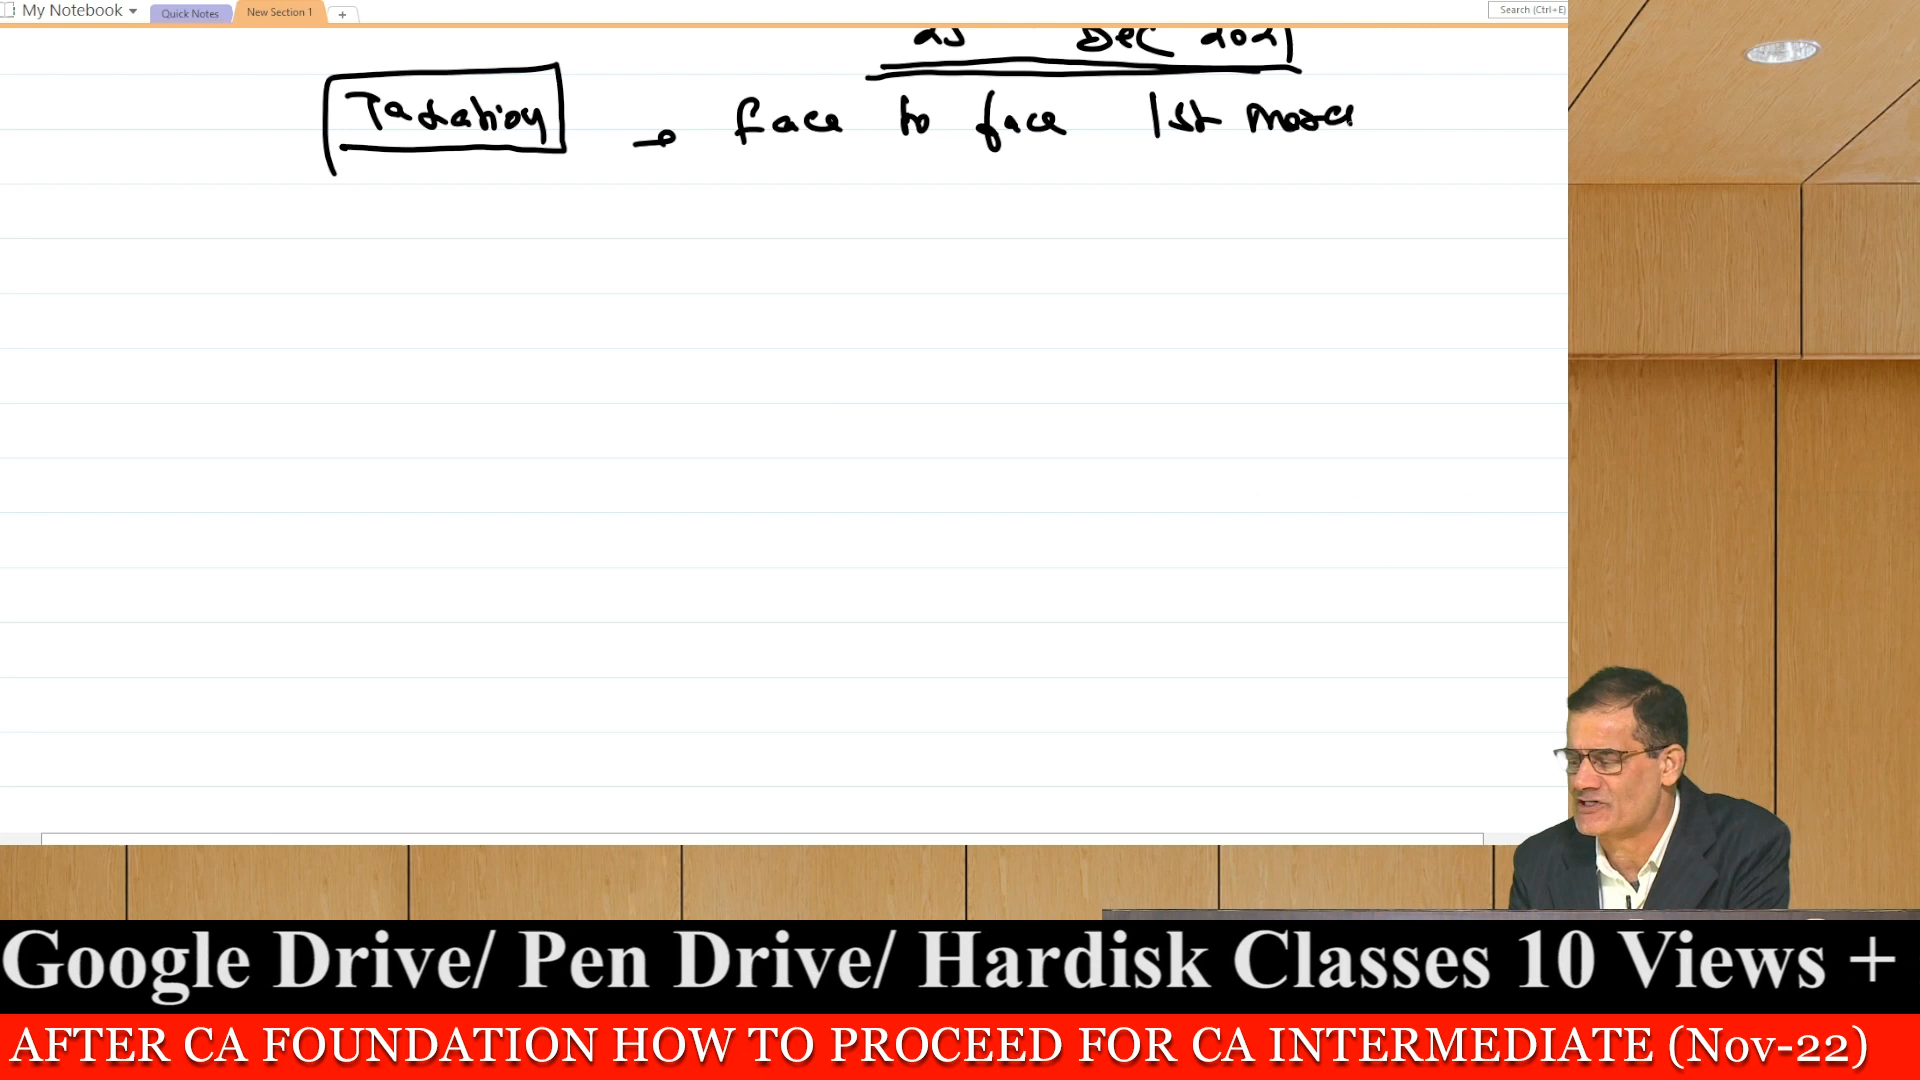 My Notebook
Quick Notes
New Section 1
+
Search (Ctrl+E)
Dec 2021
Taxation
face to face 1st
Google Drive/ Pen Drive/ Hardisk Classes 10 Views +
AFTER CA FOUNDATION HOW TO PROCEED FOR CA INTERMEDIATE (Nov-22)